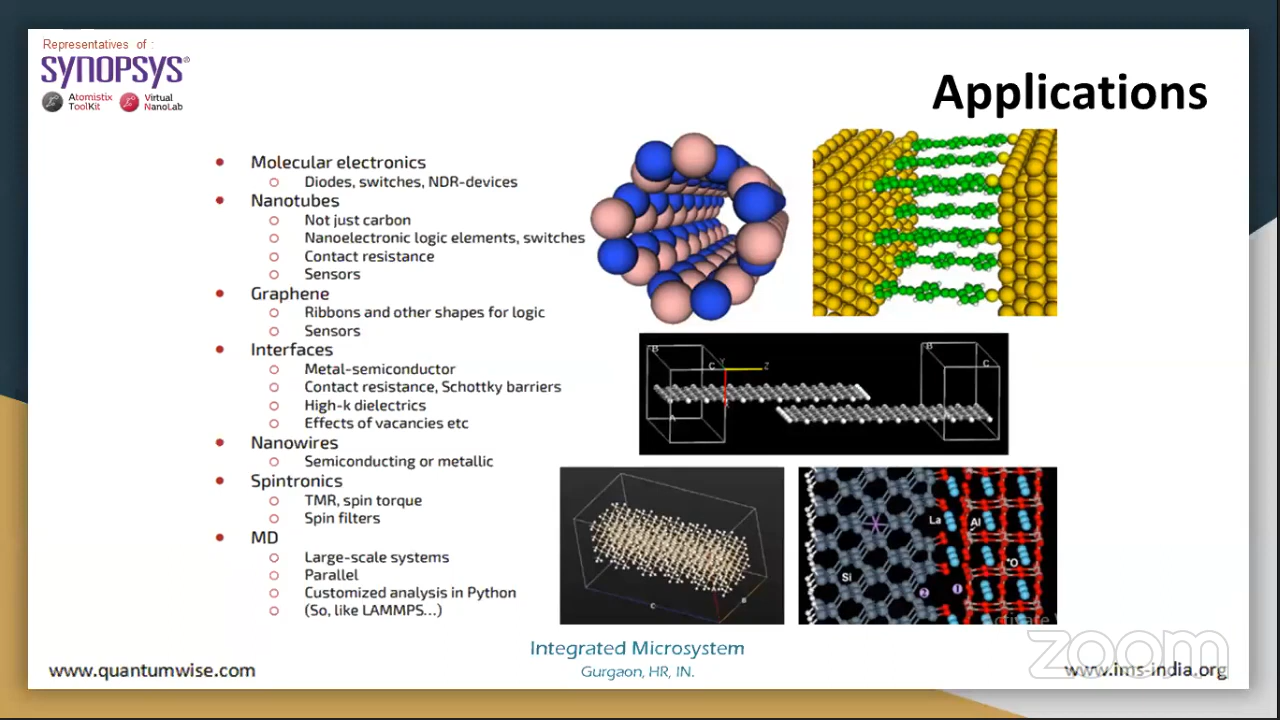 Representatives of :
SYNOPSYS®
Atomistix ToolKit
Virtual NanoLab
Applications
• Molecular electronics
○ Diodes, switches, NDR-devices
• Nanotubes
○ Not just carbon
○ Nanoelectronic logic elements, switches
○ Contact resistance
○ Sensors
• Graphene
○ Ribbons and other shapes for logic
○ Sensors
• Interfaces
○ Metal-semiconductor
○ Contact resistance, Schottky barriers
○ High-k dielectrics
○ Effects of vacancies etc
• Nanowires
○ Semiconducting or metallic
• Spintronics
○ TMR, spin torque
○ Spin filters
• MD
○ Large-scale systems
○ Parallel
○ Customized analysis in Python
○ (So, like LAMMPS...)
B
C
Y
Z
X
A
B
C
C
B
La
Al
Si
O
2
1
Integrated Microsystem
Gurgaon, HR, IN.
www.quantumwise.com
www.ims-india.org
zoom